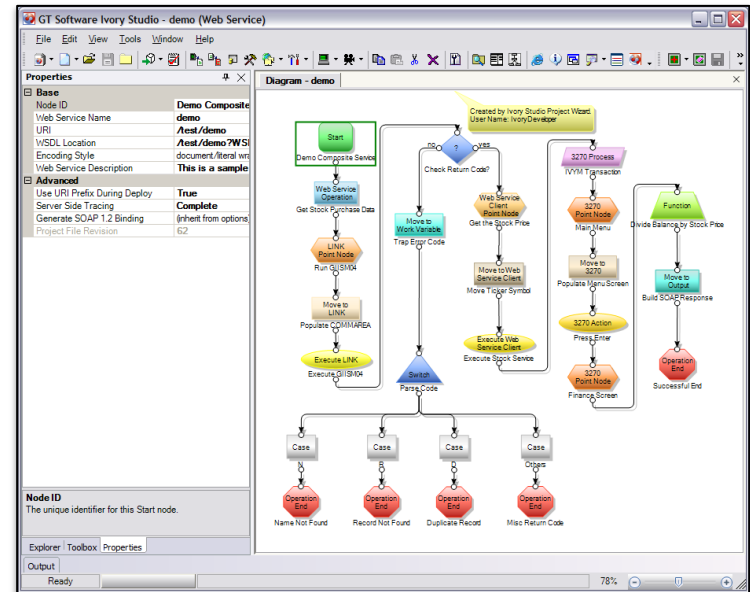 GT Software Ivory Studio - demo (Web Service)
File Edit View Tools Window Help
Properties
Base
Node ID Demo Composite
Web Service Name demo
URI /test/demo
WSDL Location /test/demo?WSI
Encoding Style document/literal wra
Web Service Description This is a sample
Advanced
Use URI Prefix During Deploy True
Server Side Tracing Complete
Generate SOAP 1.2 Binding (inherit from options)
Project File Revision 62
Node ID
The unique identifier for this Start node.
Explorer Toolbox Properties
Output
Ready
78%
Diagram - demo
Created by Ivory Studio Project Wizard.
User Name: IvoryDeveloper
Start
Demo Composite Service
Web Service
Operation
Get Stock Purchase Data
LINK
Point Node
Run GIISM04
Move to
LINK
Populate COMMAREA
Execute LINK
Execute GIISM04
no ? yes
Check Return Code?
Move to
Work Variable
Trap Error Code
Switch
Parse Code
Web Service
Client
Point Node
Get the Stock Price
Move to Web
Service Client
Move Ticker Symbol
Execute Web
Service Client
Execute Stock Service
3270 Process
IVYM Transaction
3270
Point Node
Main Menu
Move to
3270
Populate Menu Screen
3270 Action
Press Enter
3270
Point Node
Finance Screen
Function
Divide Balance by Stock Price
Move to
Output
Build SOAP Response
Operation
End
Successful End
Case
N
Operation
End
Name Not Found
Case
R
Operation
End
Record Not Found
Case
D
Operation
End
Duplicate Record
Case
Others
Operation
End
Misc Return Code